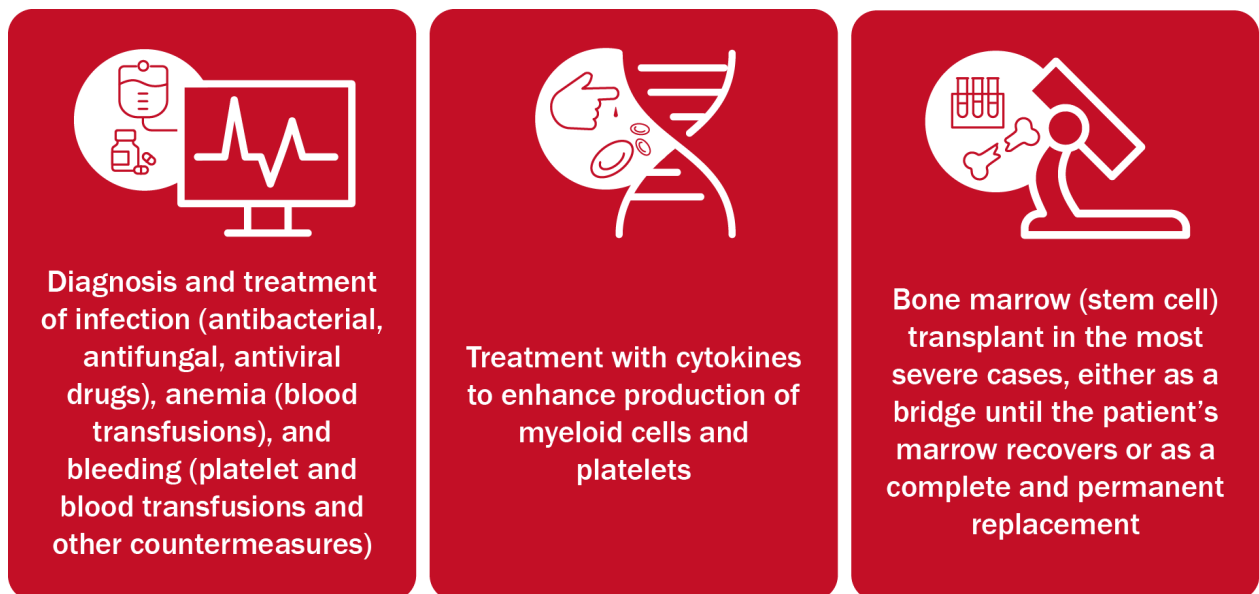 Diagnosis and treatment
of infection (antibacterial,
antifungal, antiviral
drugs), anemia (blood
transfusions), and
bleeding (platelet and
blood transfusions and
other countermeasures)
Treatment with cytokines
to enhance production of
myeloid cells and
platelets
Bone marrow (stem cell)
transplant in the most
severe cases, either as a
bridge until the patient’s
marrow recovers or as a
complete and permanent
replacement